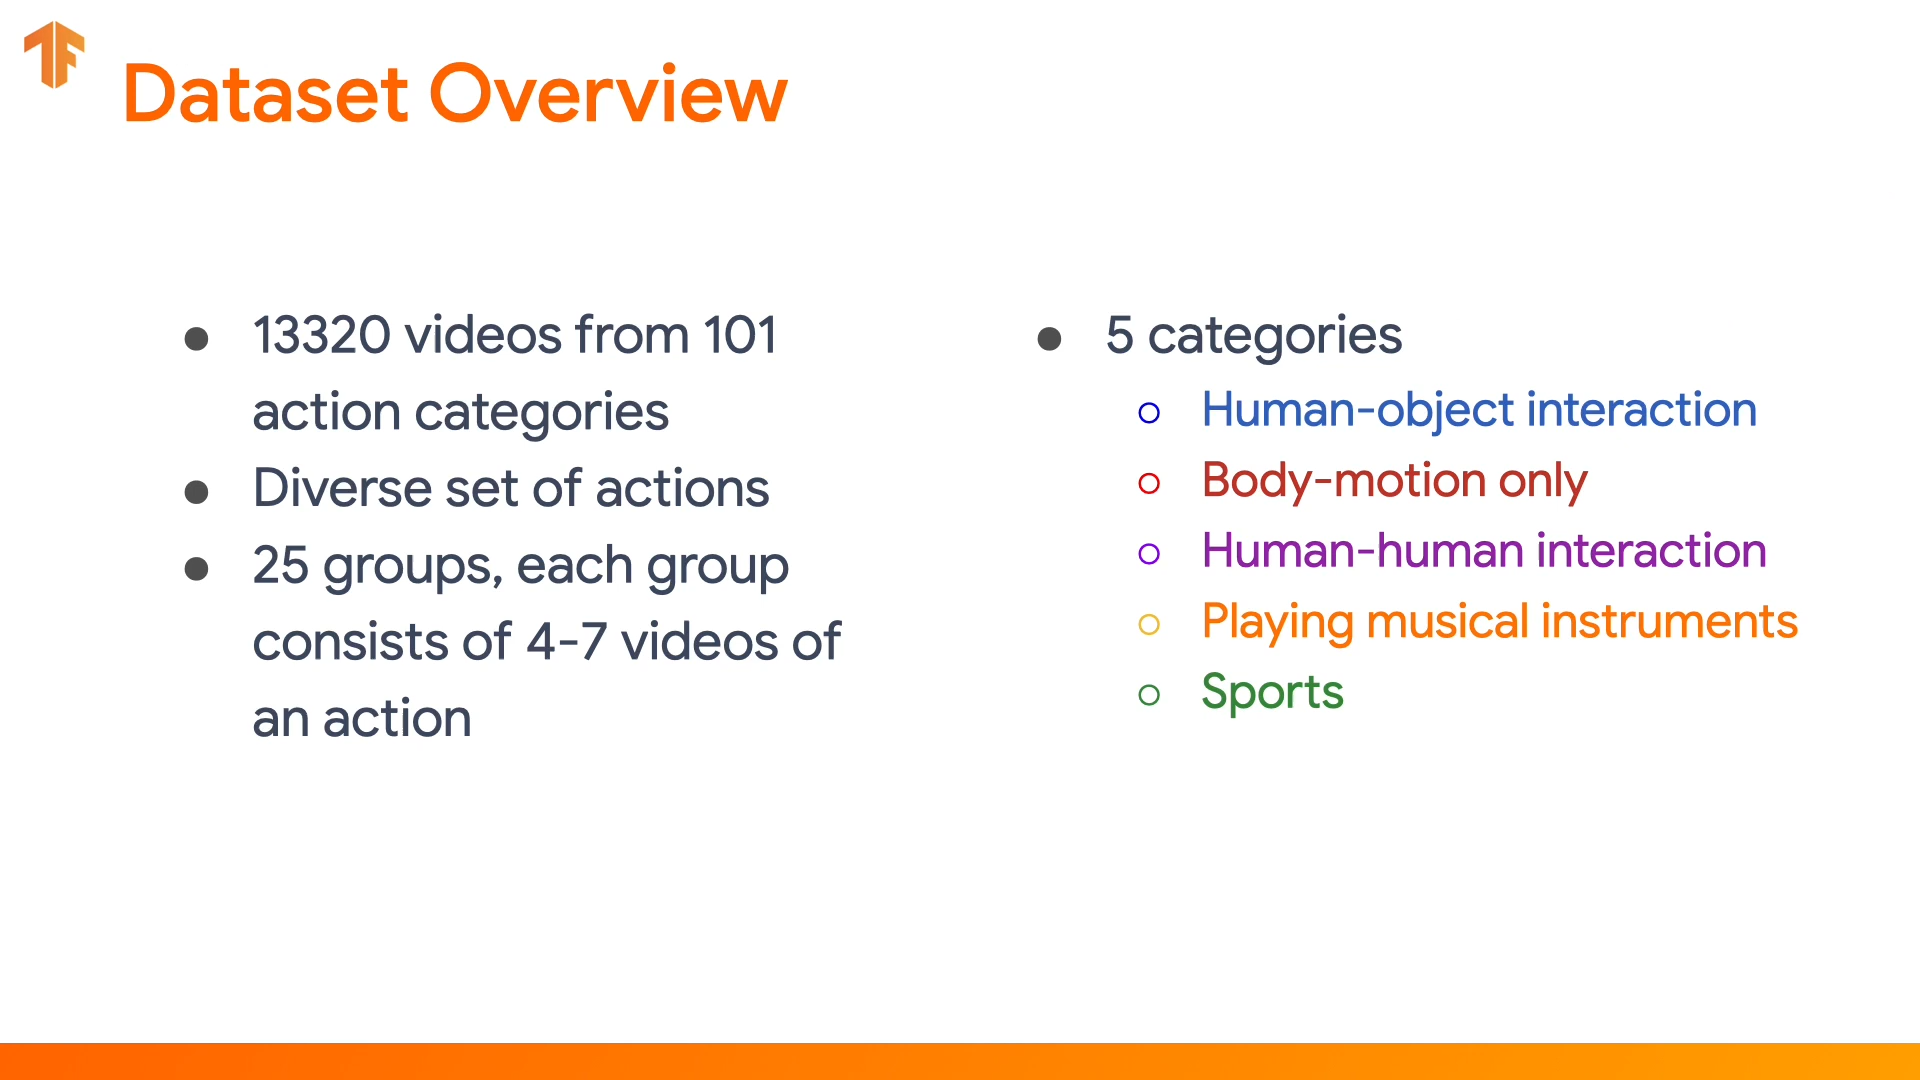 Dataset Overview
● 13320 videos from 101
action categories
● Diverse set of actions
● 25 groups, each group
consists of 4-7 videos of
an action
● 5 categories
○ Human-object interaction
○ Body-motion only
○ Human-human interaction
○ Playing musical instruments
○ Sports